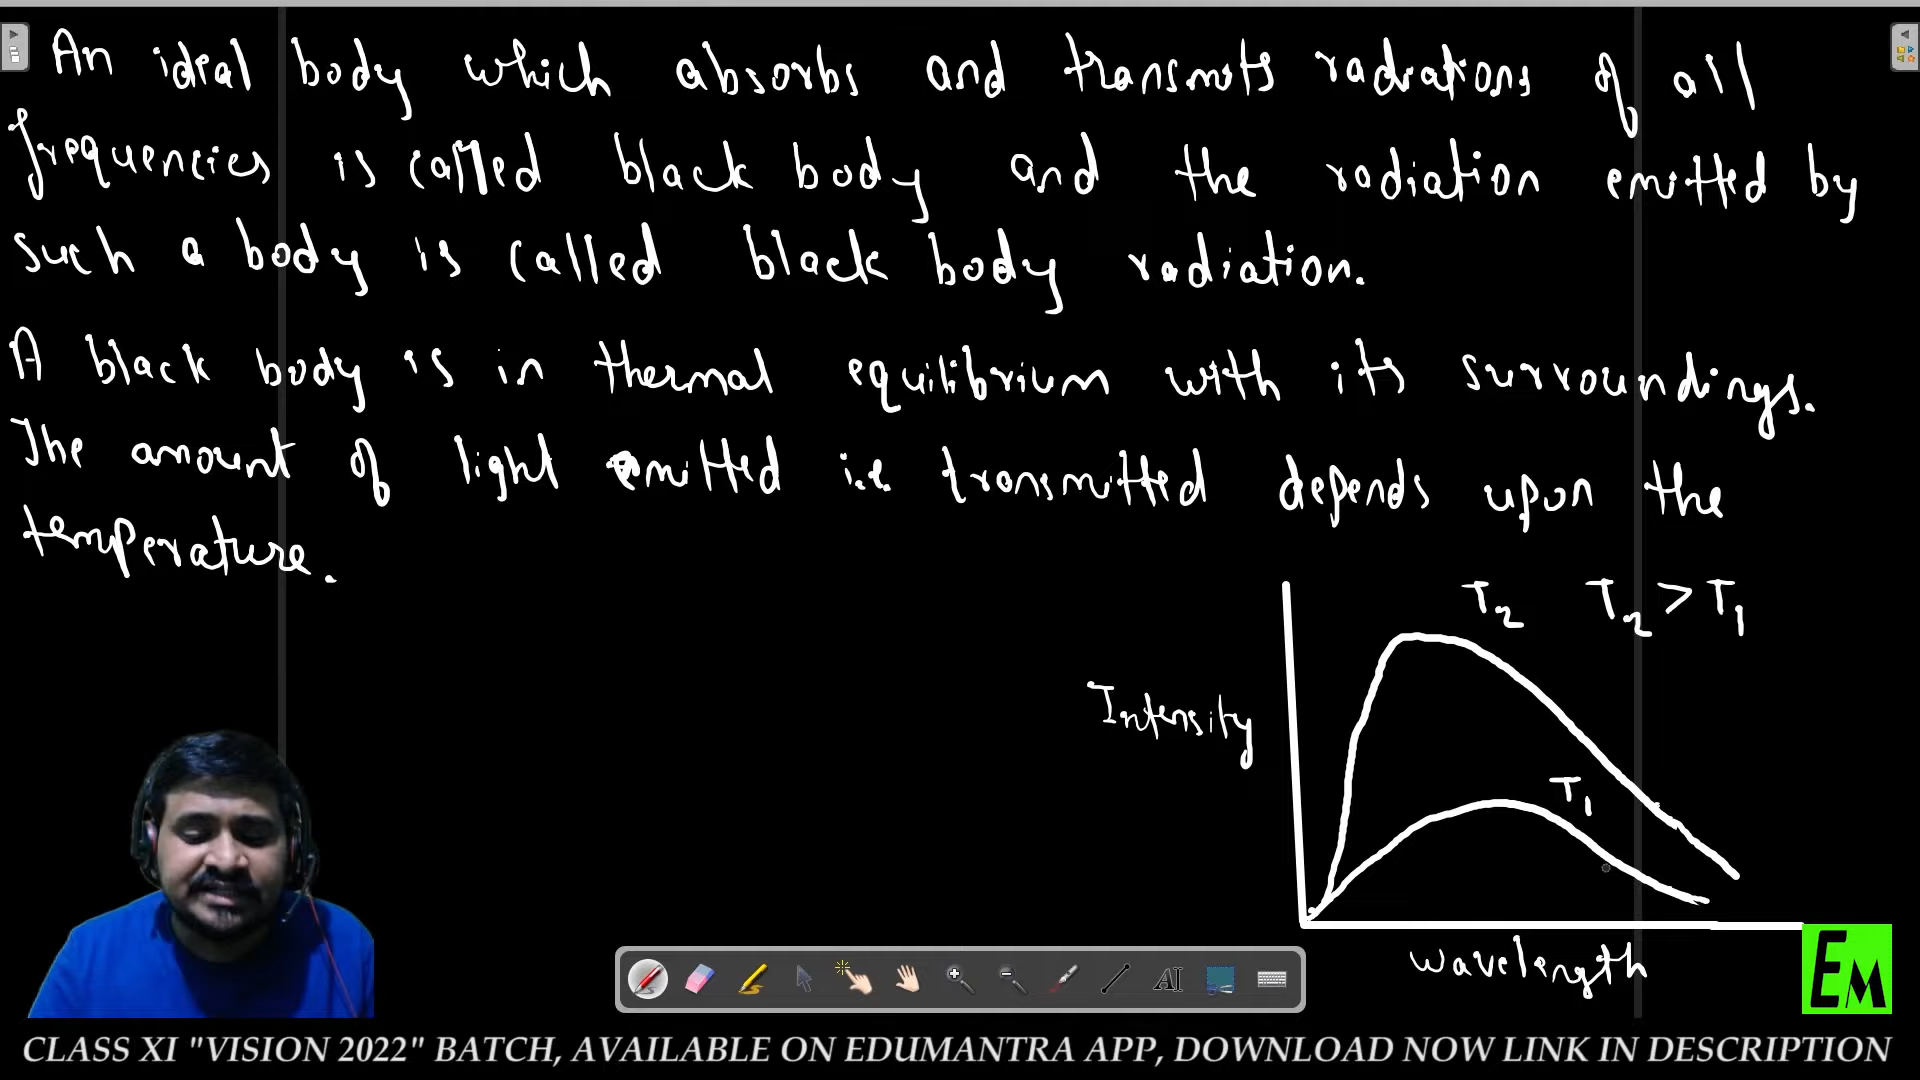 An ideal body which absorbs and transmits radiations of all
frequencies is called black body and the radiation emitted by
such a body is called black body radiation.
A black body is in thermal equilibrium with its surroundings.
The amount of light emitted i.e. transmitted depends upon the
temperature.
T2 T2 > T1
Intensity
T1
wavelength
EM
AI
CLASS XI "VISION 2022" BATCH, AVAILABLE ON EDUMANTRA APP, DOWNLOAD NOW LINK IN DESCRIPTION